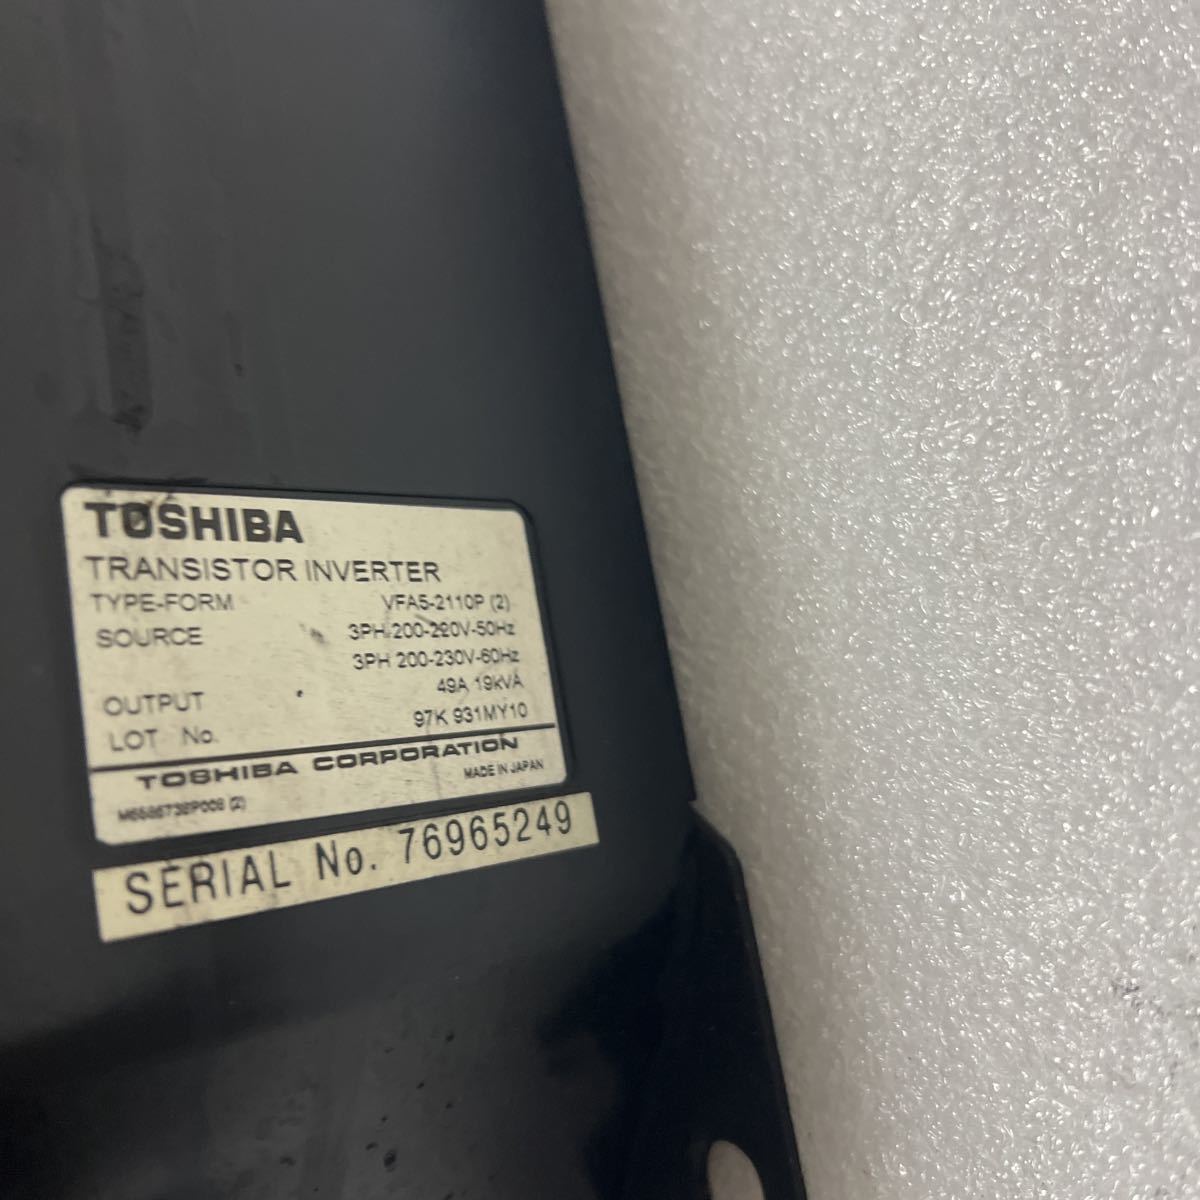 TOSHIBA
TRANSISTOR INVERTER
TYPE-FORM VFA5-2110P (2)
SOURCE 3PH-200-220V-50Hz
3PH 200-230V-60Hz
OUTPUT 49A 19kVA
LOT No. 97K 931MY10
TOSHIBA CORPORATION
MADE IN JAPAN
SERIAL No. 76965249